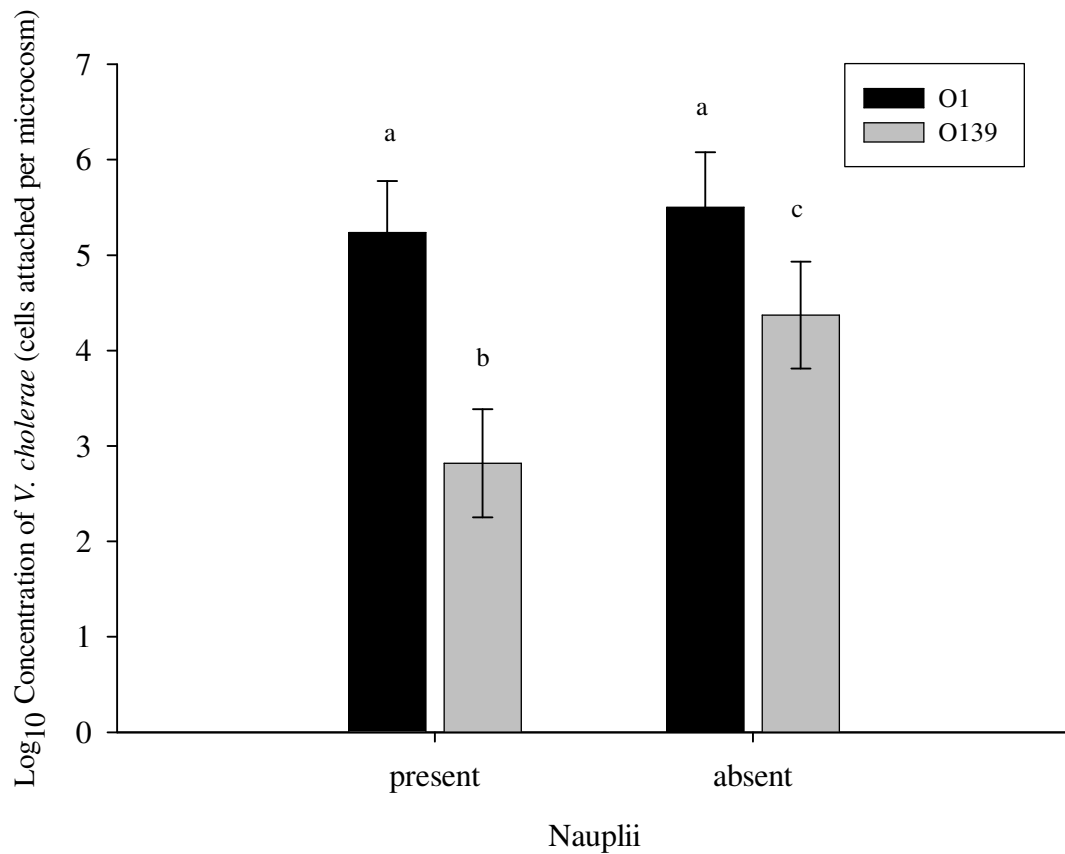 Log10 Concentration of V. cholerae (cells attached per microcosm)
7
6
5
4
3
2
1
0
a
b
a
c
O1
O139
present
absent
Nauplii